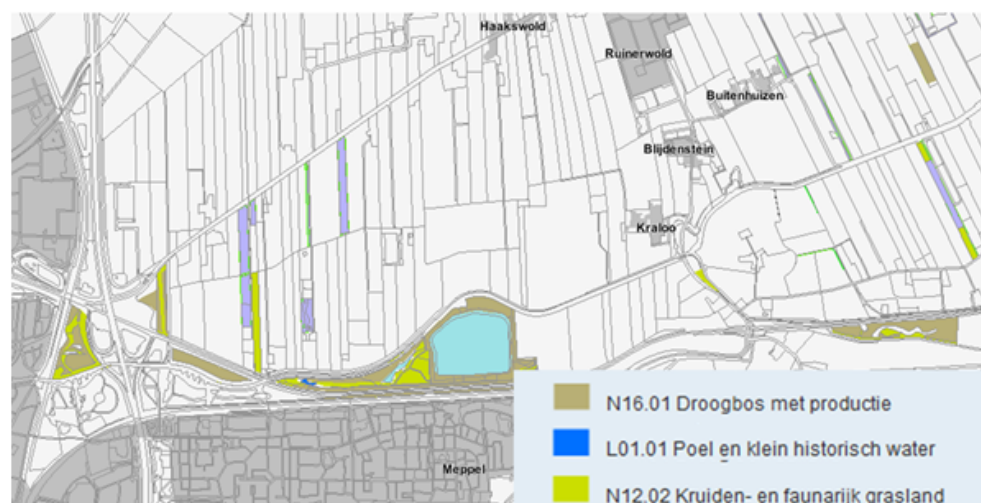 Haakswold
Ruinerwold
Buitenhuizen
Blijdenstein
Kraloo
Meppel
N16.01 Droogbos met productie
L01.01 Poel en klein historisch water
N12.02 Kruiden- en faunarijk grasland